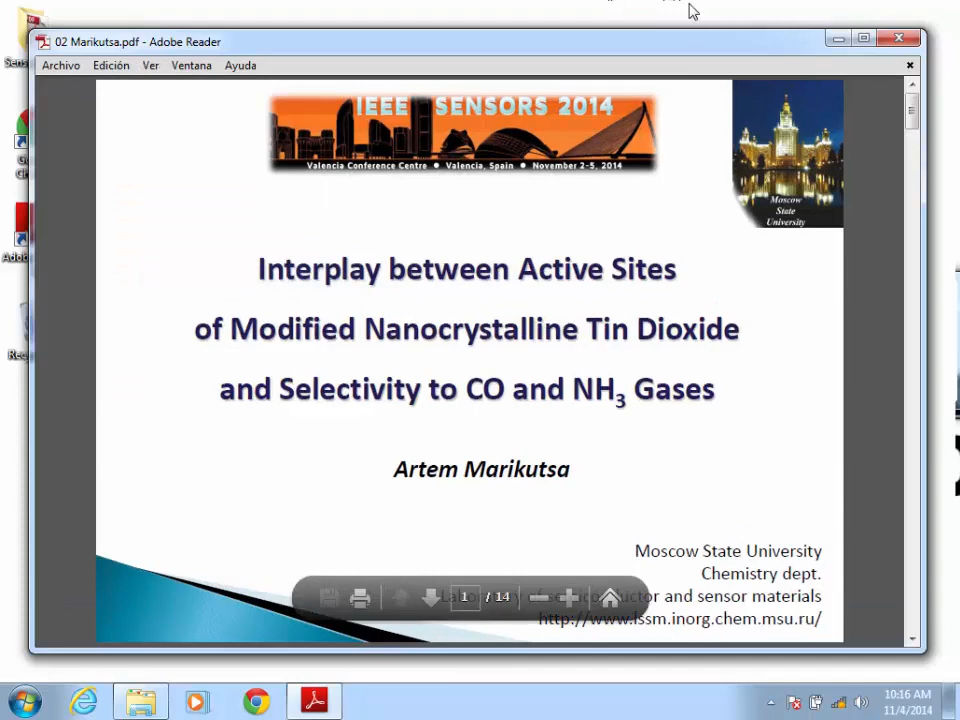 02 Marikutsa.pdf - Adobe Reader
Archivo Edición Ver Ventana Ayuda
IEEE SENSORS 2014
Valencia Conference Centre • Valencia, Spain • November 2-5, 2014
Moscow
State
University
Interplay between Active Sites
of Modified Nanocrystalline Tin Dioxide
and Selectivity to CO and NH3 Gases
Artem Marikutsa
Moscow State University
Chemistry dept.
Laboratory of semiconductor and sensor materials
http://www.lssm.inorg.chem.msu.ru/
1 / 14
10:16 AM
11/4/2014